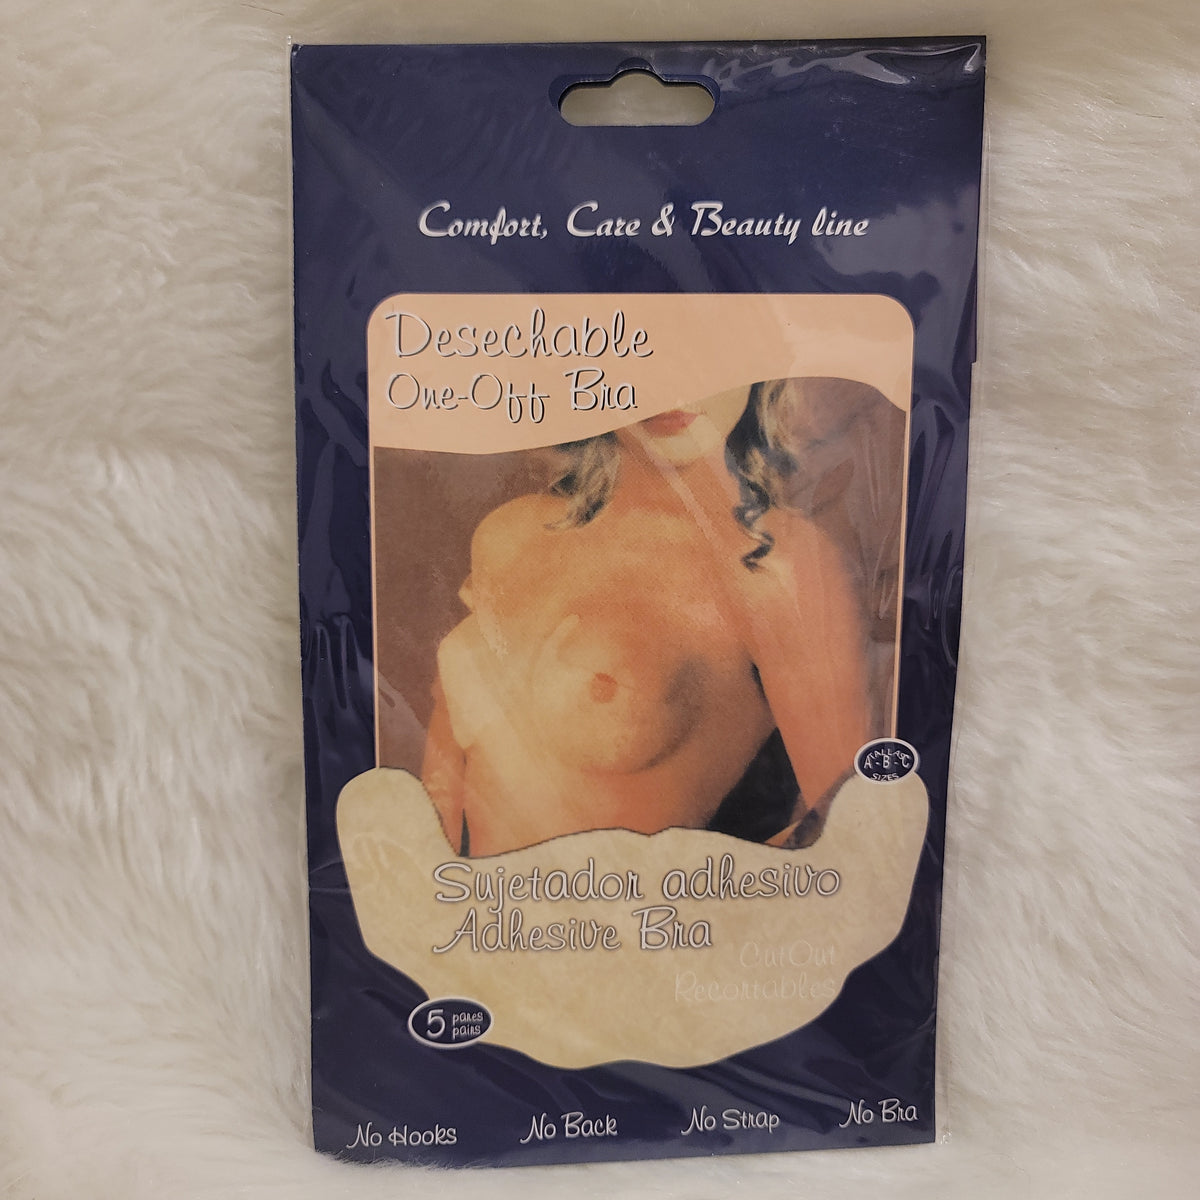 Comfort, Care & Beauty line
Desechable
One-Off Bra
TALLAS
A-B-C
SIZES
Sujetador adhesivo
Adhesive Bra
CutOut
Recortables
5 pares
pairs
No Hooks No Back No Strap No Bra